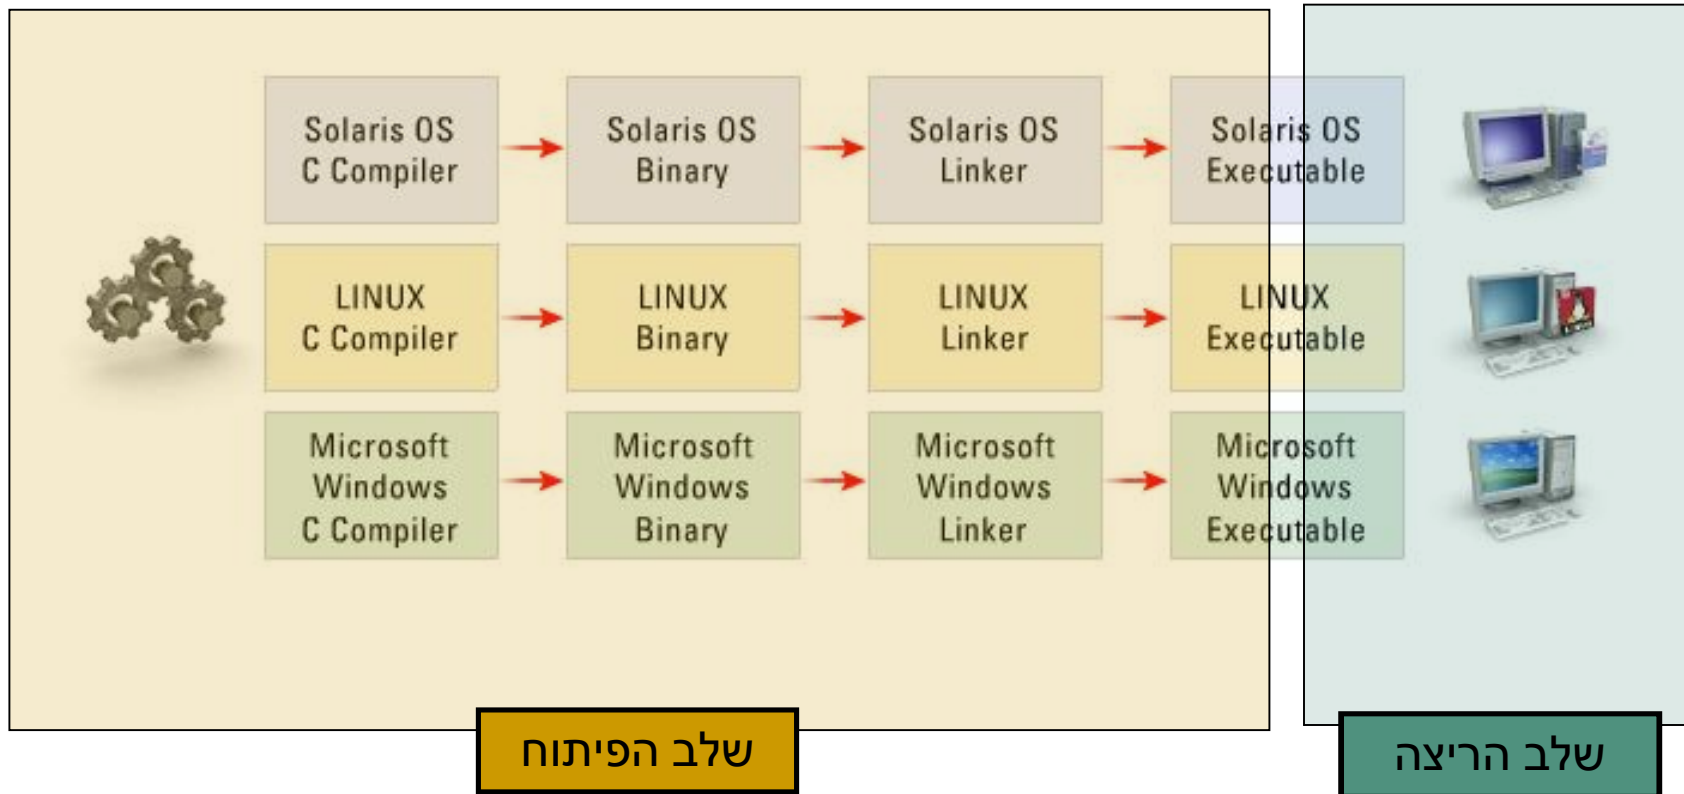 Solaris OS
C Compiler
Solaris OS
Binary
Solaris OS
Linker
Solaris OS
Executable
LINUX
C Compiler
LINUX
Binary
LINUX
Linker
LINUX
Executable
Microsoft
Windows
C Compiler
Microsoft
Windows
Binary
Microsoft
Windows
Linker
Microsoft
Windows
Executable
שלב הפיתוח
שלב הריצה